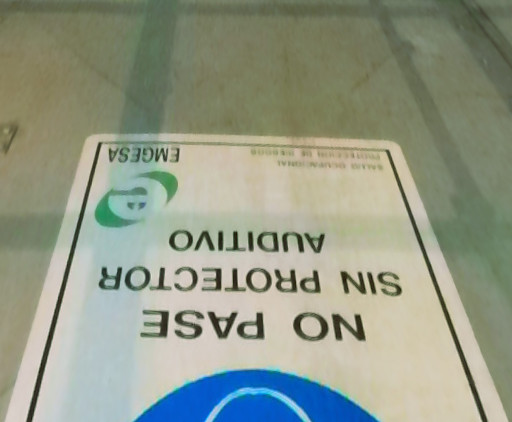 NO PASE
SIN PROTECTOR
AUDITIVO
SALUD OCUPACIONAL
PROTECCION DE RIESGOS
EMGESA